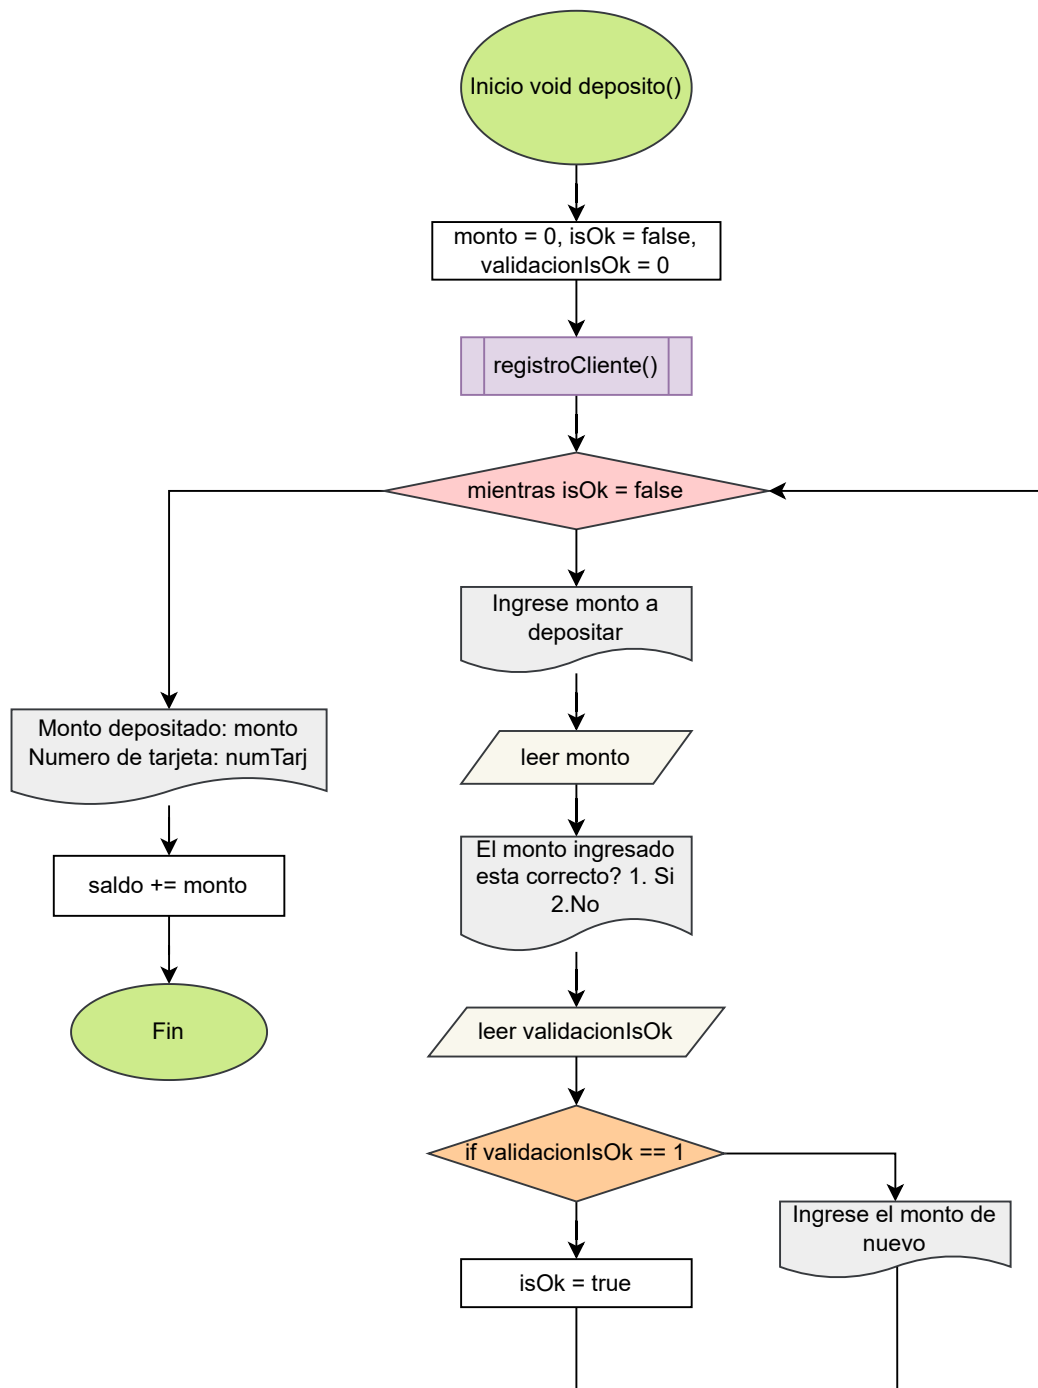 Inicio void deposito()
monto = 0, isOk = false,
validacionIsOk = 0
registroCliente()
mientras isOk = false
Ingrese monto a
depositar
Monto depositado: monto
Numero de tarjeta: numTarj
leer monto
El monto ingresado
esta correcto? 1. Si
2.No
saldo += monto
Fin
leer validacionIsOk
if validacionIsOk == 1
Ingrese el monto de
nuevo
isOk = true